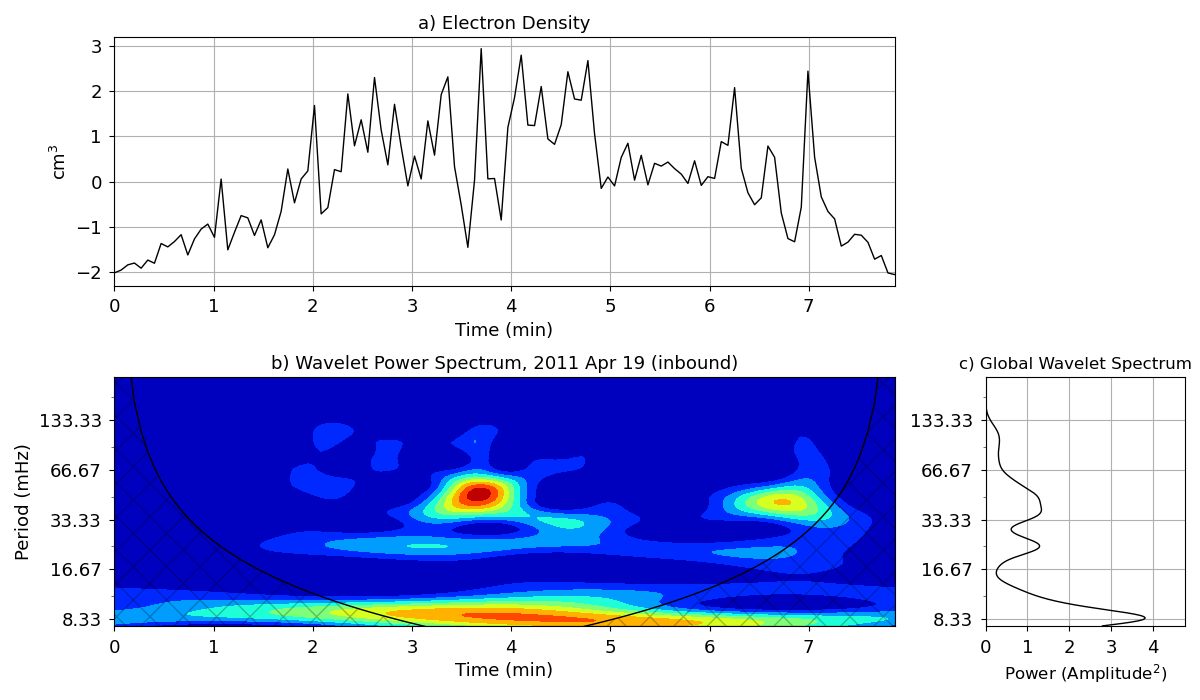 a) Electron Density
3
2
1
0
−1
−2
cm³
0 1 2 3 4 5 6 7
Time (min)
b) Wavelet Power Spectrum, 2011 Apr 19 (inbound)
133.33
66.67
33.33
16.67
8.33
Period (mHz)
0 1 2 3 4 5 6 7
Time (min)
c) Global Wavelet Spectrum
133.33
66.67
33.33
16.67
8.33
0 1 2 3 4
Power (Amplitude²)